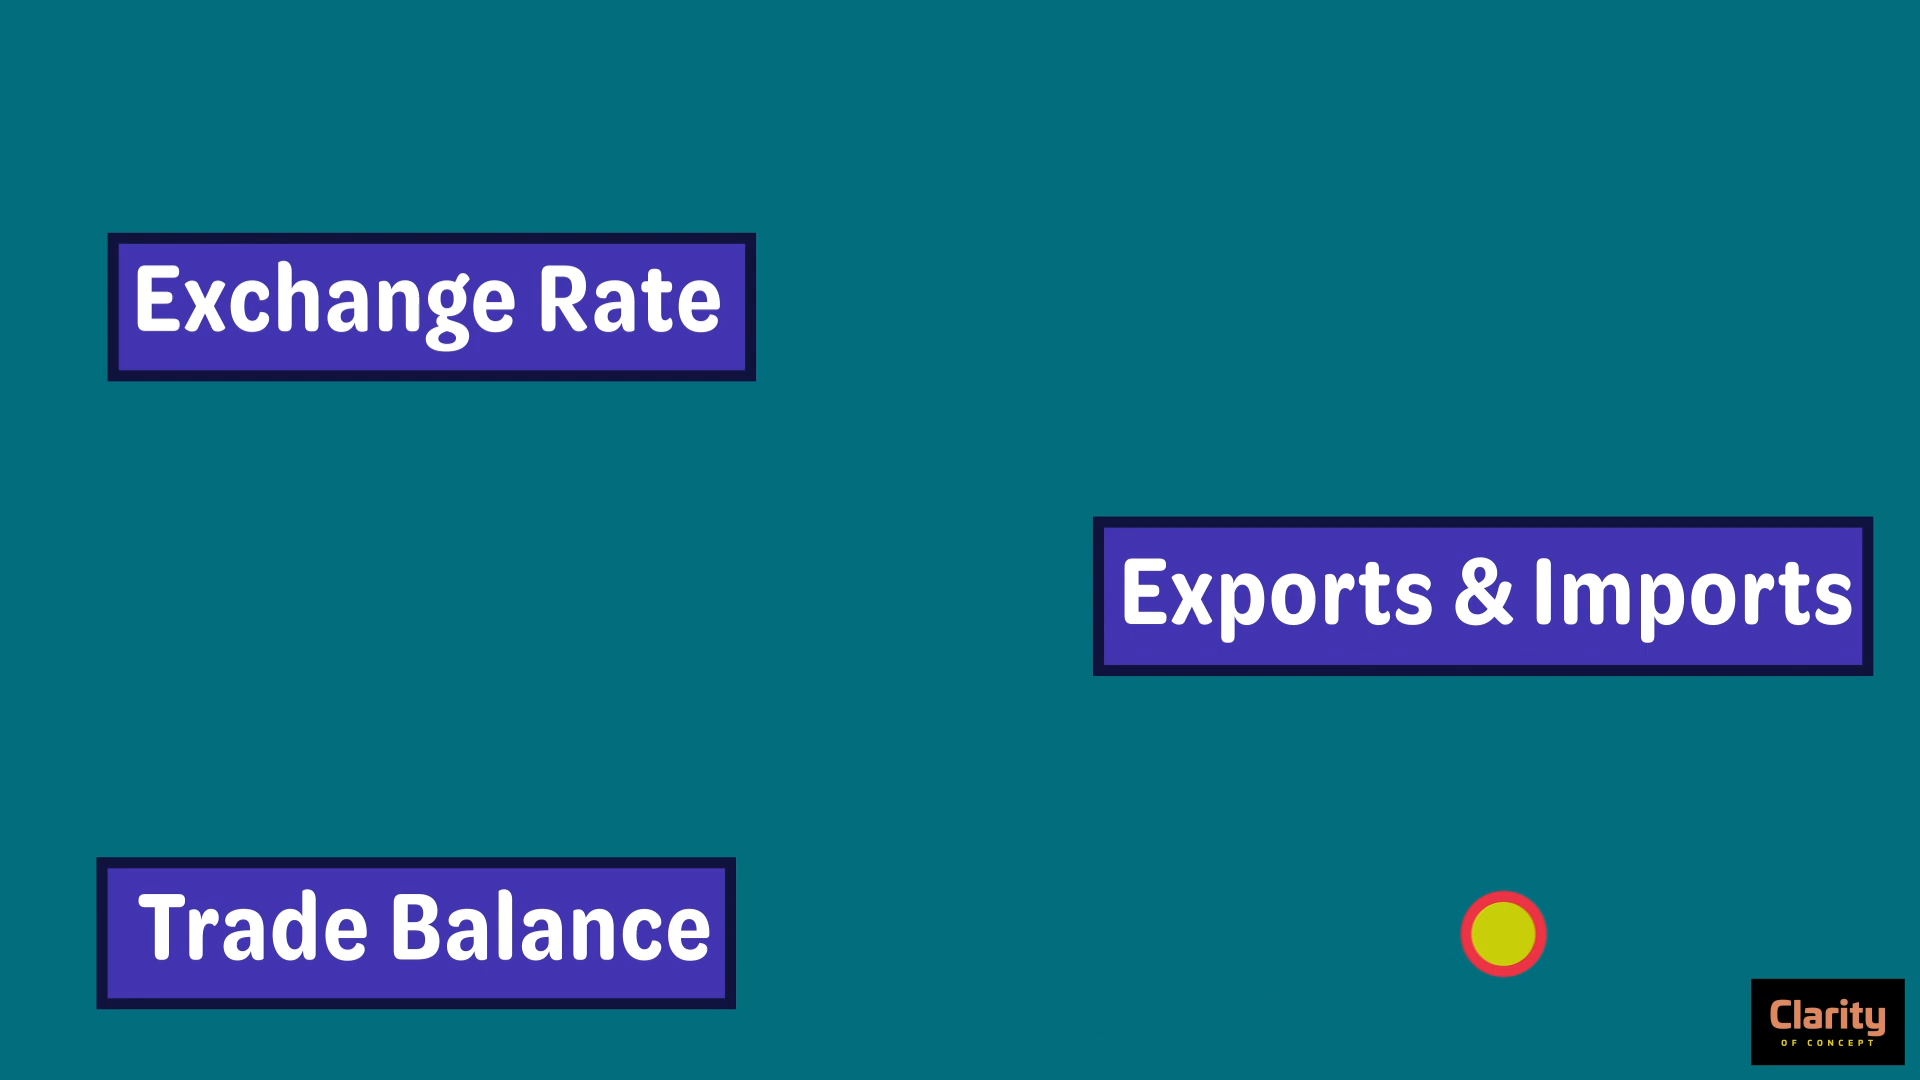 Exchange Rate
Exports & Imports
Trade Balance
Clarity
OF CONCEPT